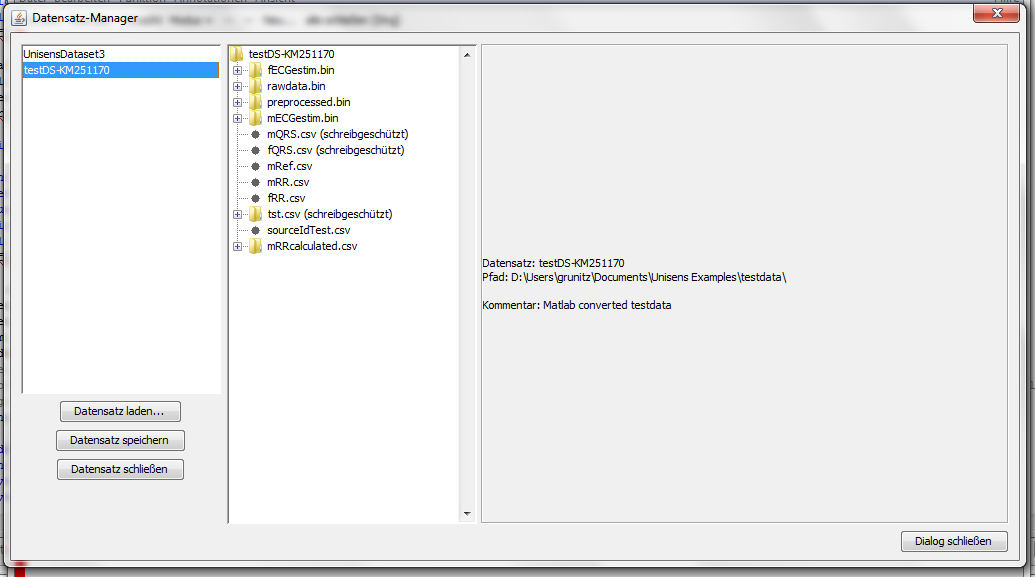 Datensatz-Manager
UnisensDataset3
testDS-KM251170
testDS-KM251170
fECGestim.bin
rawdata.bin
preprocessed.bin
mECGestim.bin
mQRS.csv (schreibgeschützt)
fQRS.csv (schreibgeschützt)
mRef.csv
mRR.csv
fRR.csv
tst.csv (schreibgeschützt)
sourceIdTest.csv
mRRcalculated.csv
Datensatz: testDS-KM251170
Pfad: D:\Users\grunitz\Documents\Unisens Examples\testdata\
Kommentar: Matlab converted testdata
Datensatz laden...
Datensatz speichern
Datensatz schließen
Dialog schließen